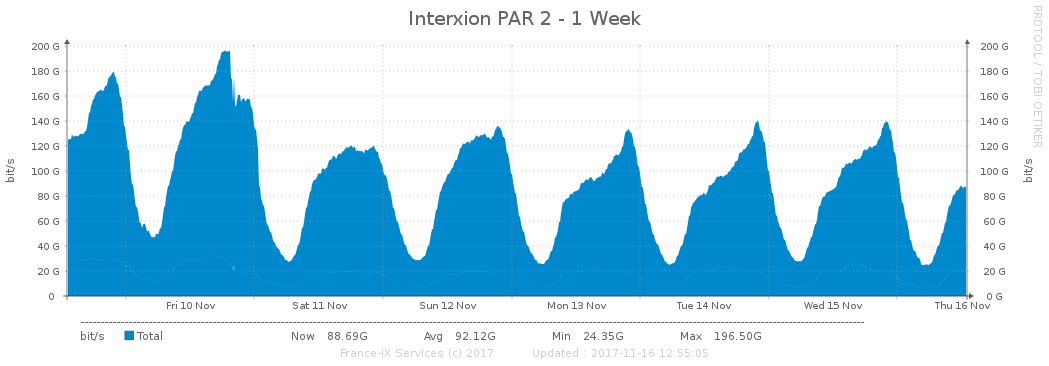 Interxion PAR 2 - 1 Week
RRDTOOL / TOBI OETIKER
200 G 200 G
180 G 180 G
160 G 160 G
140 G 140 G
120 G 120 G
100 G 100 G
80 G 80 G
60 G 60 G
40 G 40 G
20 G 20 G
0 0 G
bit/s
bit/s
Fri 10 Nov Sat 11 Nov Sun 12 Nov Mon 13 Nov Tue 14 Nov Wed 15 Nov Thu 16 Nov
bit/s Total Now 88.69G Avg 92.12G Min 24.35G Max 196.50G
France-IX Services (c) 2017 Updated : 2017-11-16 12:55:05